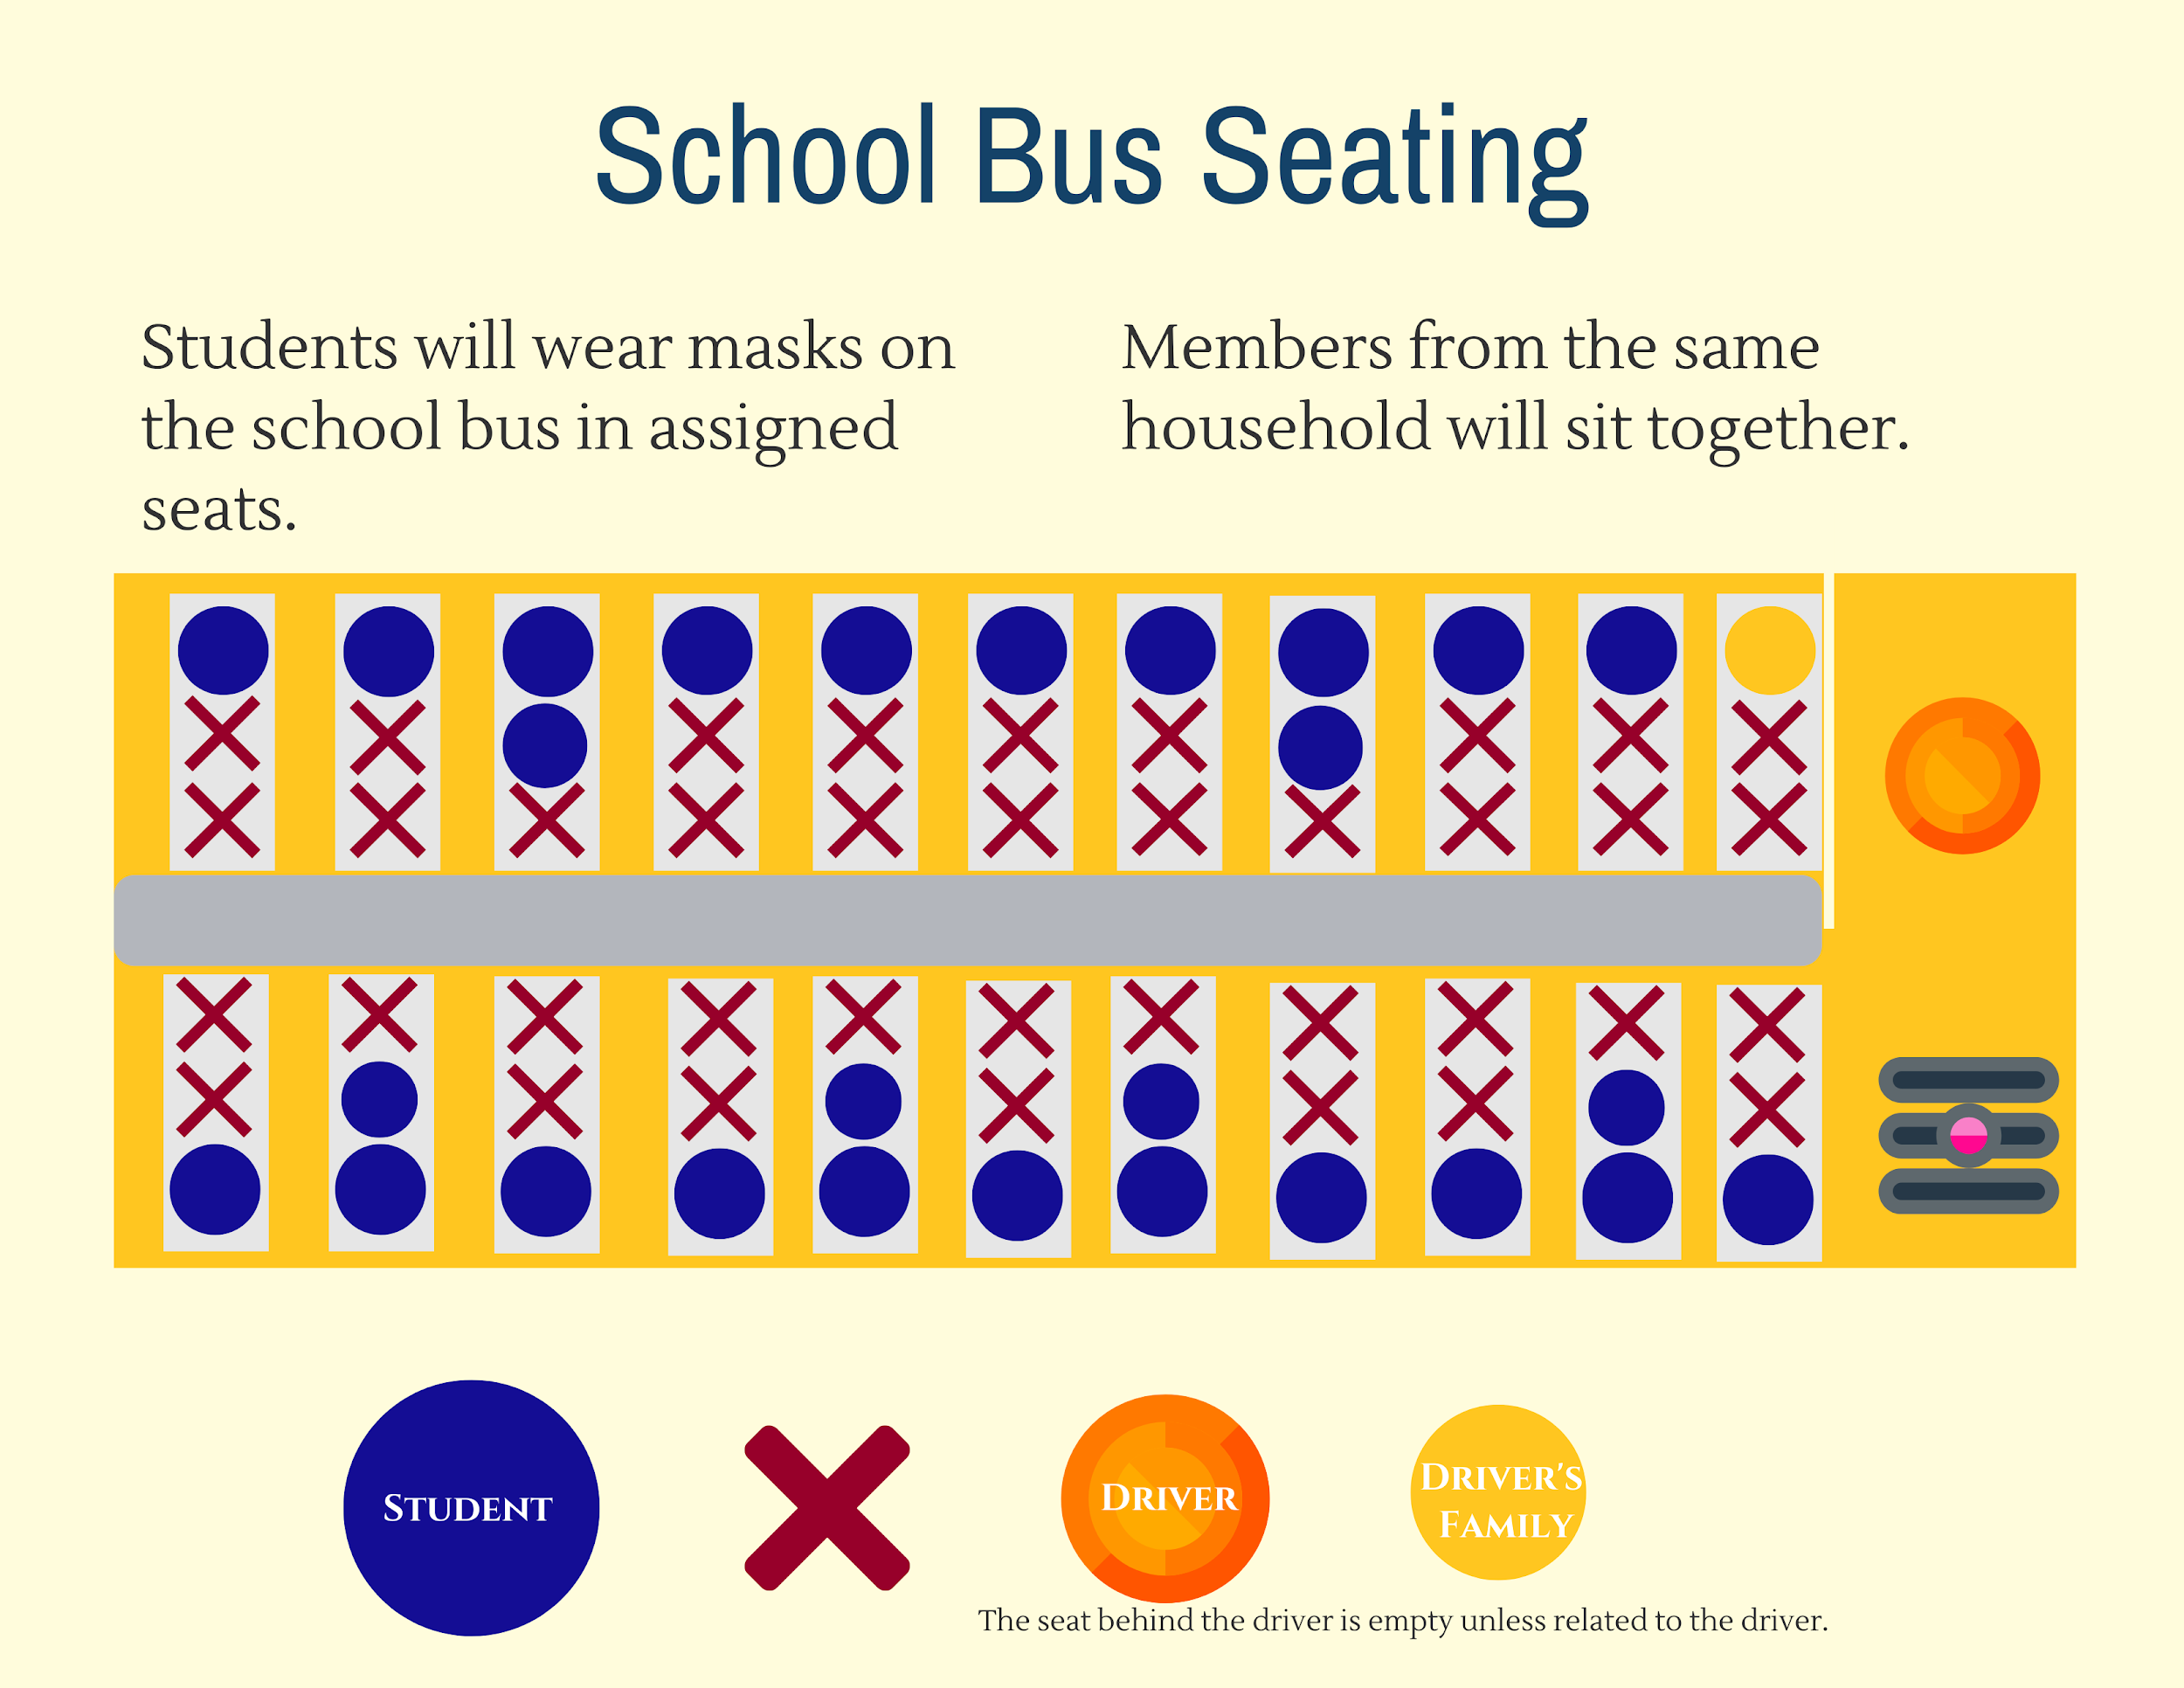 School Bus Seating
Students will wear masks on
the school bus in assigned
seats.
Members from the same
household will sit together.
Student
Driver
Driver's
Family
The seat behind the driver is empty unless related to the driver.